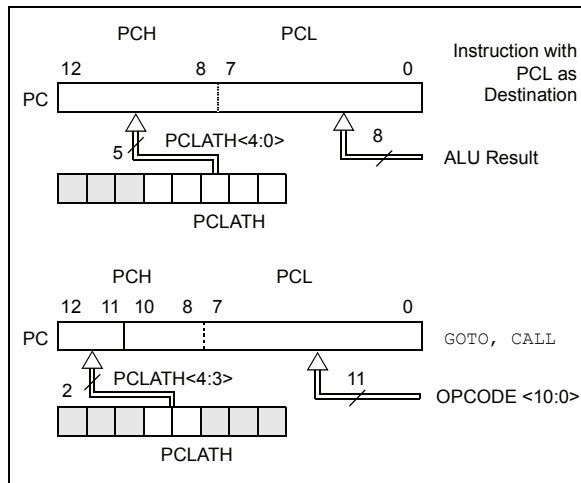 PCH PCL
12 8 7 0
Instruction with
PCL as
Destination
PC
5 PCLATH<4:0> 8
ALU Result
PCLATH
PCH PCL
12 11 10 8 7 0
PC GOTO, CALL
2 PCLATH<4:3> 11
OPCODE <10:0>
PCLATH